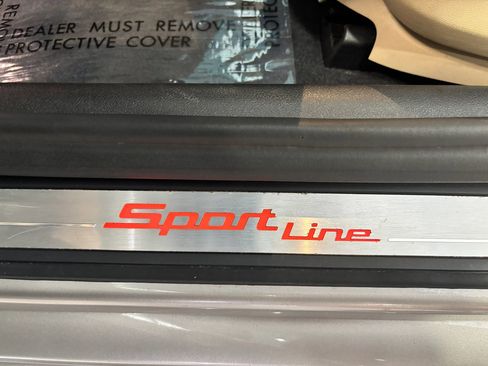 DEALER MUST REMOVE
PROTECTIVE COVER
Sport Line